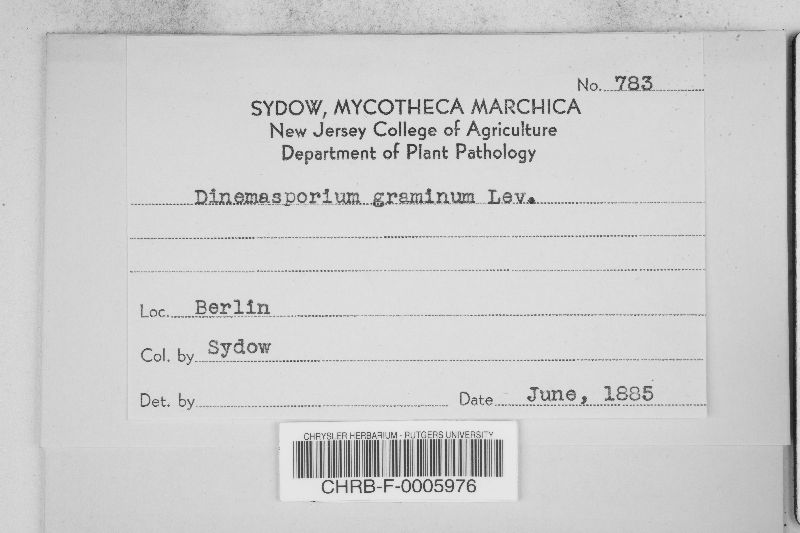 No. 783
SYDOW, MYCOTHECA MARCHICA
New Jersey College of Agriculture
Department of Plant Pathology
Dinemasporium graminum Lev.
Loc. Berlin
Col. by Sydow
Det. by Date June, 1885
CHRYSLER HERBARIUM - RUTGERS UNIVERSITY
CHRB-F-0005976